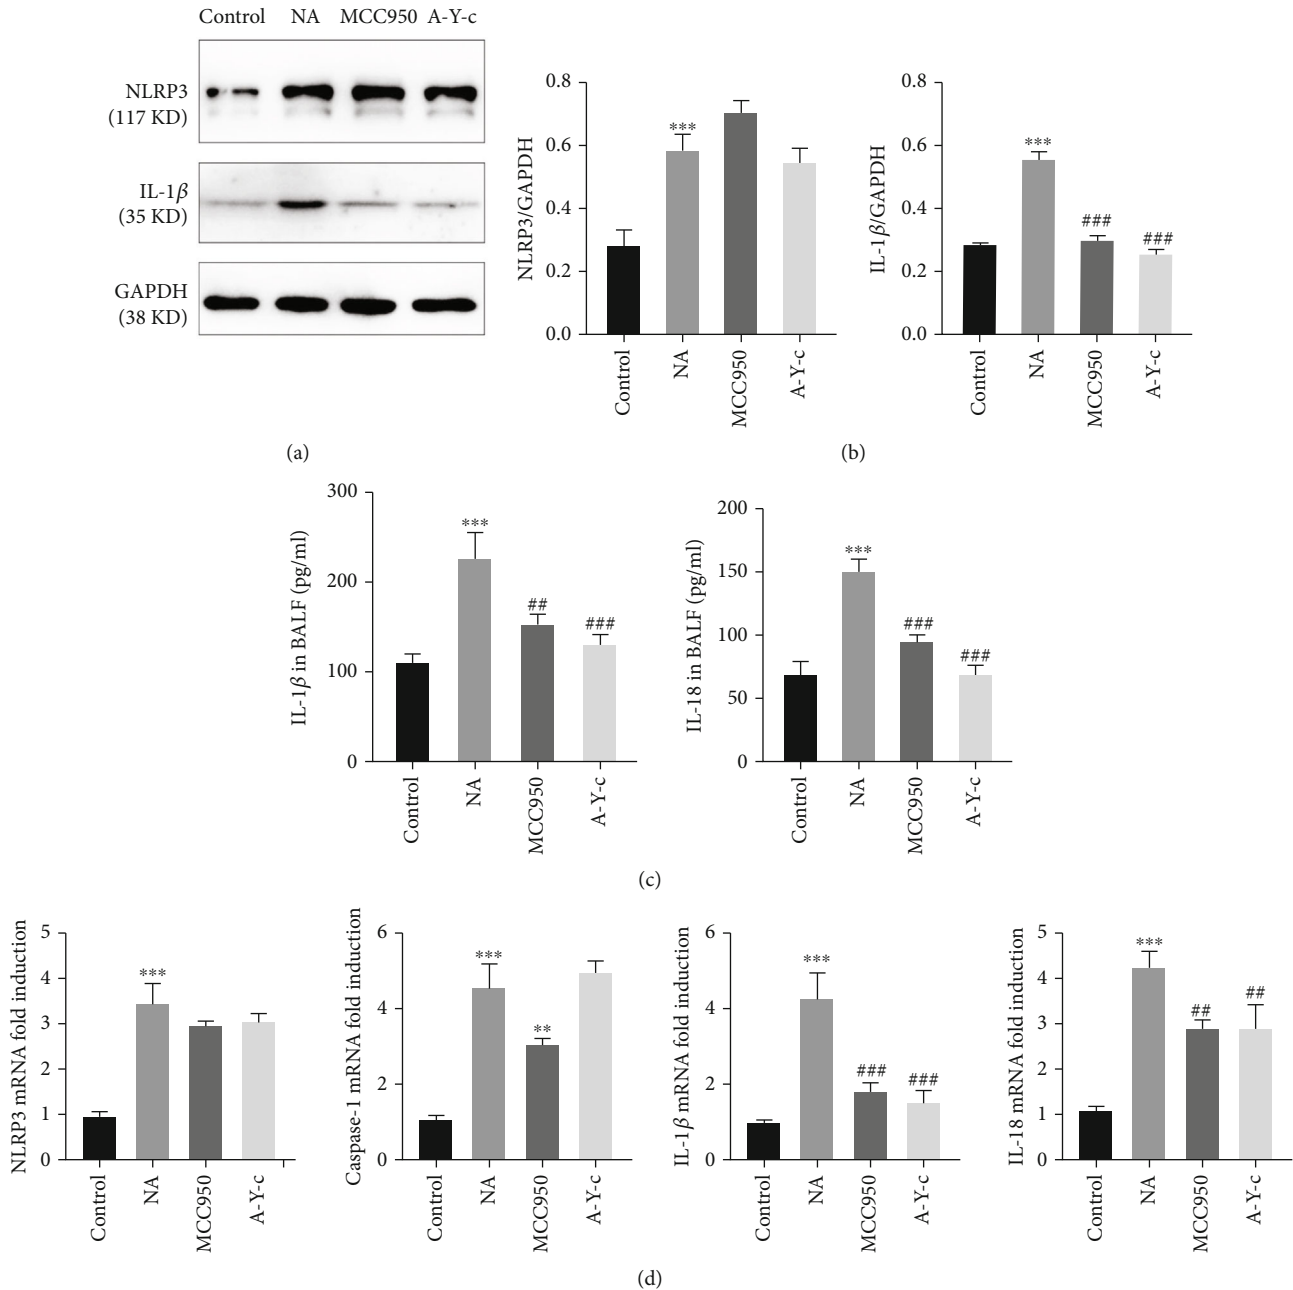 Control NA MCC950 A-Y-c
NLRP3
(117 KD)
IL-1β
(35 KD)
GAPDH
(38 KD)
(a)
NLRP3/GAPDH
0.8
0.6
0.4
0.2
0.0
***
Control
NA
MCC950
A-Y-c
IL-1β/GAPDH
0.8
0.6
0.4
0.2
0.0
***
###
###
Control
NA
MCC950
A-Y-c
(b)
IL-1β in BALF (pg/ml)
300
200
100
0
***
##
###
Control
NA
MCC950
A-Y-c
IL-18 in BALF (pg/ml)
200
150
100
50
0
***
###
###
Control
NA
MCC950
A-Y-c
(c)
NLRP3 mRNA fold induction
5
4
3
2
1
0
***
Control
NA
MCC950
A-Y-c
Caspase-1 mRNA fold induction
6
4
2
0
***
**
Control
NA
MCC950
A-Y-c
IL-1β mRNA fold induction
6
4
2
0
***
###
###
Control
NA
MCC950
A-Y-c
IL-18 mRNA fold induction
5
4
3
2
1
0
***
##
##
Control
NA
MCC950
A-Y-c
(d)